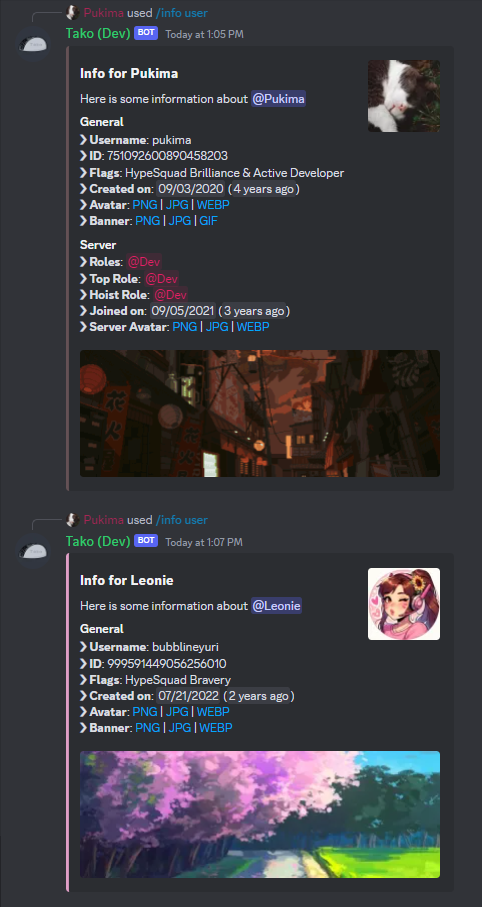 Pukima used /info user
Tako (Dev) BOT Today at 1:05 PM
Info for Pukima
Here is some information about @Pukima
General
❯ Username: pukima
❯ ID: 751092600890458203
❯ Flags: HypeSquad Brilliance & Active Developer
❯ Created on: 09/03/2020 (4 years ago)
❯ Avatar: PNG | JPG | WEBP
❯ Banner: PNG | JPG | GIF
Server
❯ Roles: @Dev
❯ Top Role: @Dev
❯ Hoist Role: @Dev
❯ Joined on: 09/05/2021 (3 years ago)
❯ Server Avatar: PNG | JPG | WEBP
花火
Pukima used /info user
Tako (Dev) BOT Today at 1:07 PM
Info for Leonie
Here is some information about @Leonie
General
❯ Username: bubblineyuri
❯ ID: 999591449056256010
❯ Flags: HypeSquad Bravery
❯ Created on: 07/21/2022 (2 years ago)
❯ Avatar: PNG | JPG | WEBP
❯ Banner: PNG | JPG | WEBP